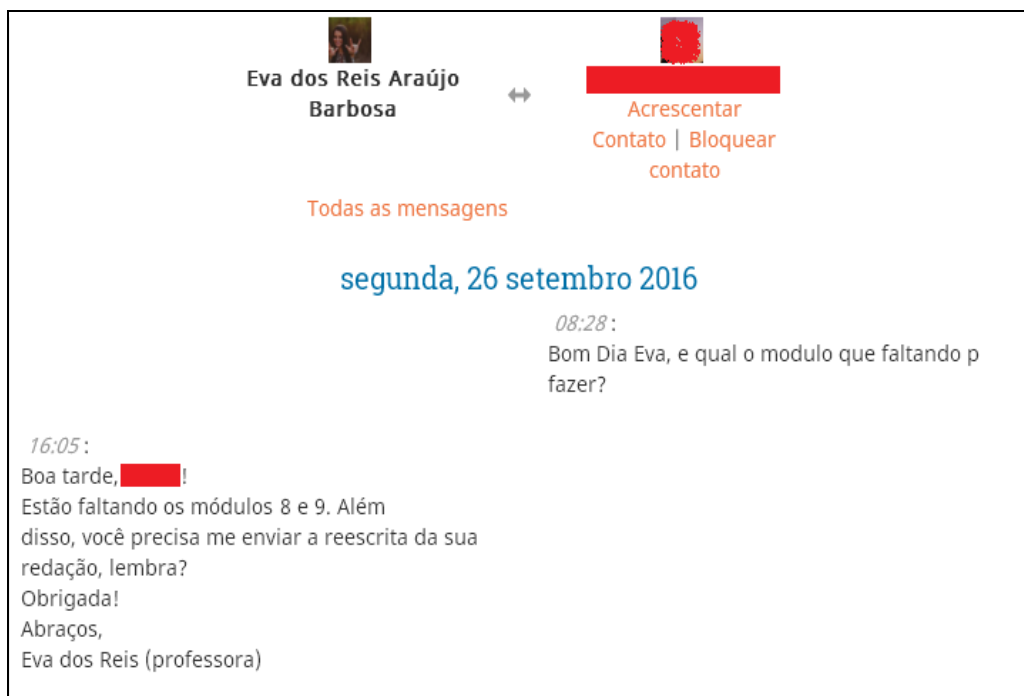 Eva dos Reis Araújo
Barbosa
Acrescentar
Contato | Bloquear
contato
Todas as mensagens
segunda, 26 setembro 2016
08:28 :
Bom Dia Eva, e qual o modulo que faltando p
fazer?
16:05 :
Boa tarde, !
Estão faltando os módulos 8 e 9. Além
disso, você precisa me enviar a reescrita da sua
redação, lembra?
Obrigada!
Abraços,
Eva dos Reis (professora)